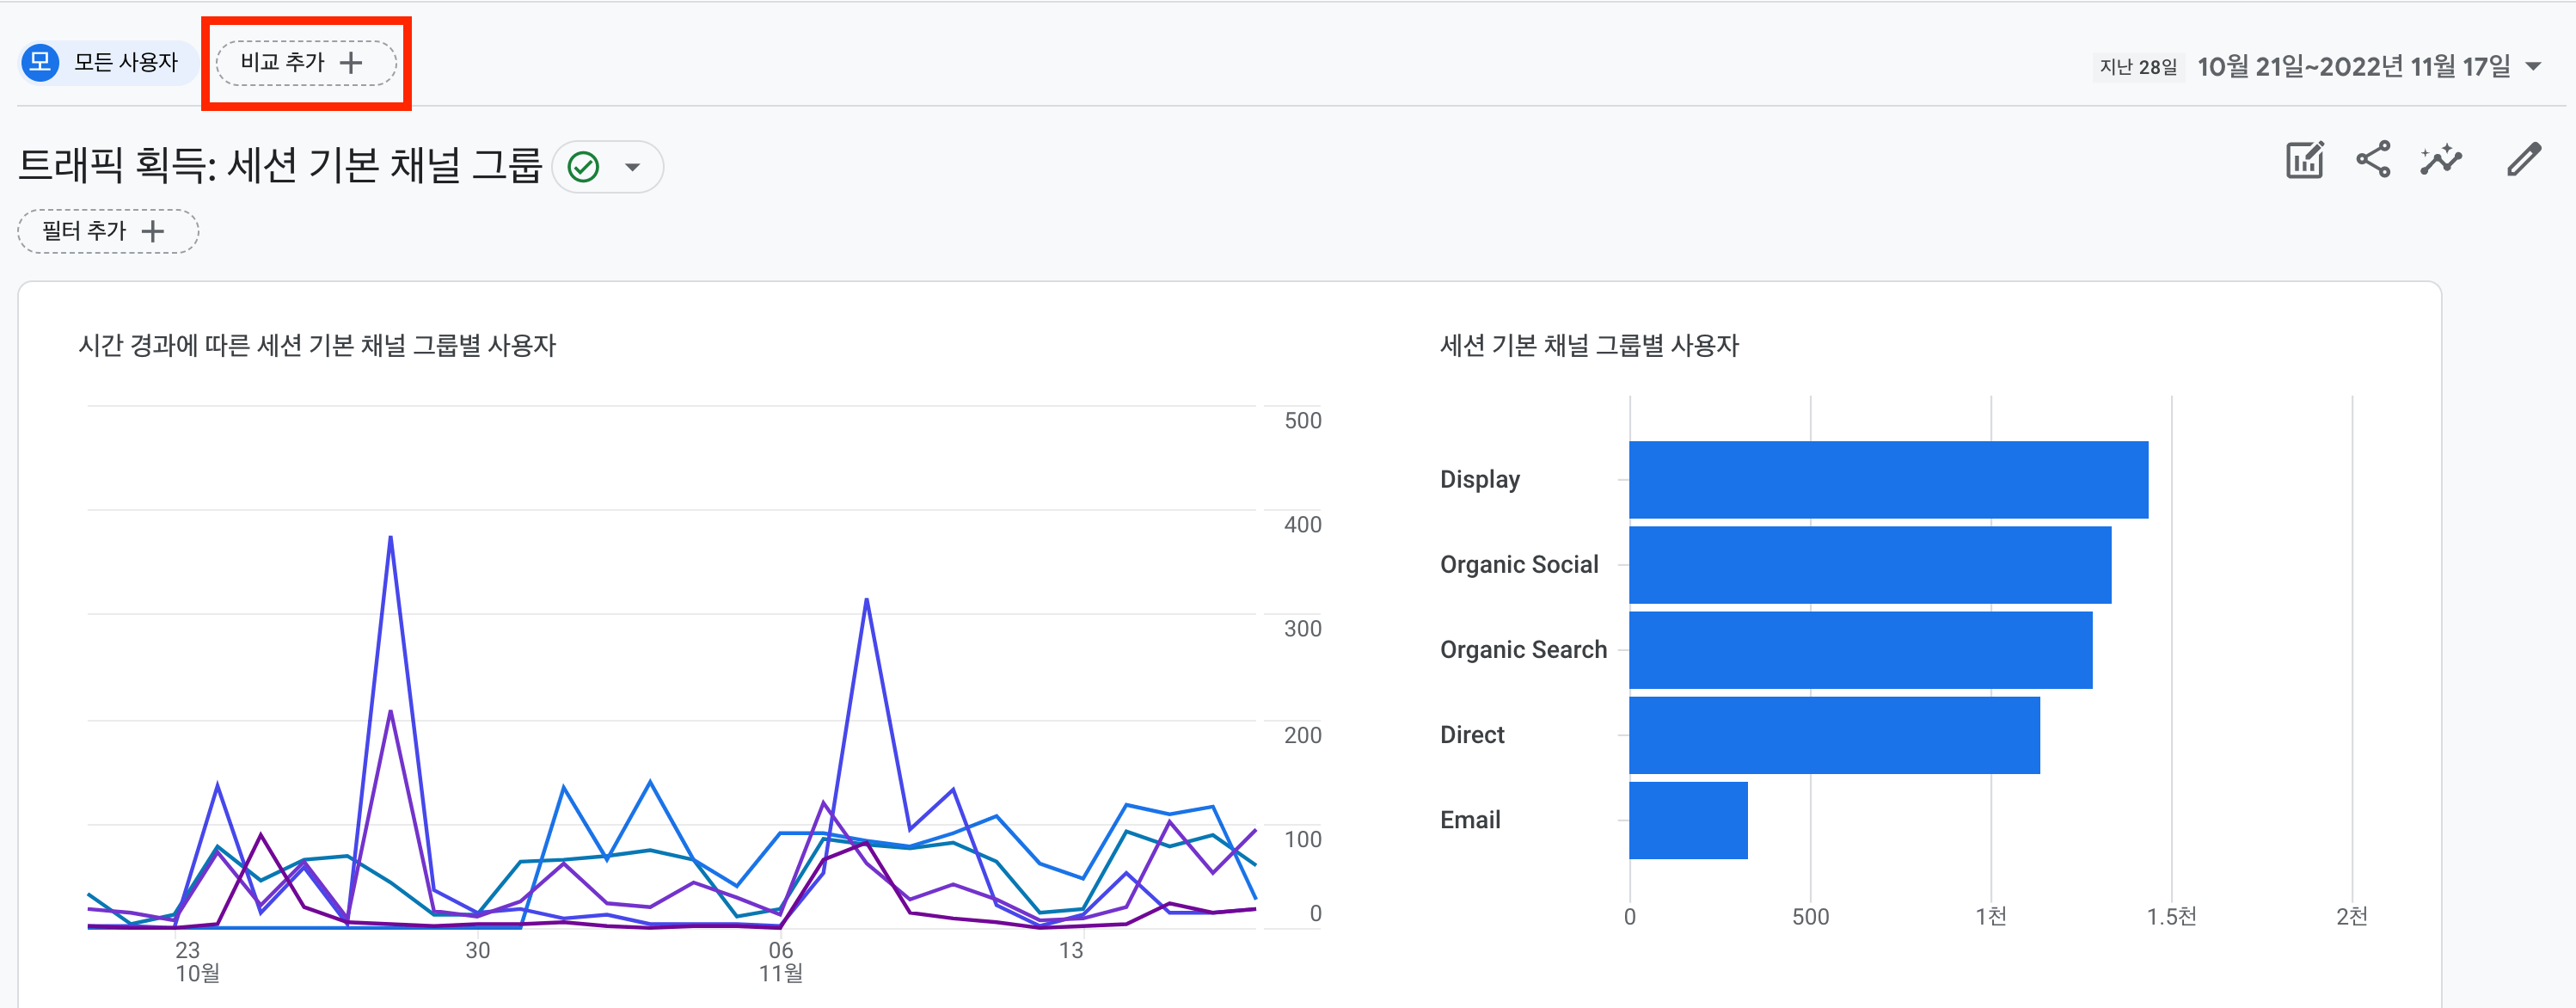 모 모든 사용자 비교 추가
지난 28일 10월 21일~2022년 11월 17일
트래픽 획득: 세션 기본 채널 그룹
필터 추가
시간 경과에 따른 세션 기본 채널 그룹별 사용자
500
400
300
200
100
0
23 30 06 13
10월 11월
세션 기본 채널 그룹별 사용자
Display
Organic Social
Organic Search
Direct
Email
0 500 1천 1.5천 2천